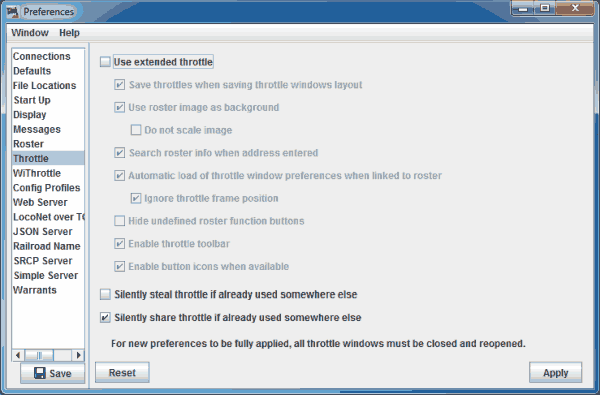 Preferences
Window Help
Connections
Defaults
File Locations
Start Up
Display
Messages
Roster
Throttle
WiThrottle
Config Profiles
Web Server
LocoNet over TC
JSON Server
Railroad Name
SRCP Server
Simple Server
Warrants
Save
Use extended throttle
Save throttles when saving throttle windows layout
Use roster image as background
Do not scale image
Search roster info when address entered
Automatic load of throttle window preferences when linked to roster
Ignore throttle frame position
Hide undefined roster function buttons
Enable throttle toolbar
Enable button icons when available
Silently steal throttle if already used somewhere else
Silently share throttle if already used somewhere else
For new preferences to be fully applied, all throttle windows must be closed and reopened.
Reset
Apply